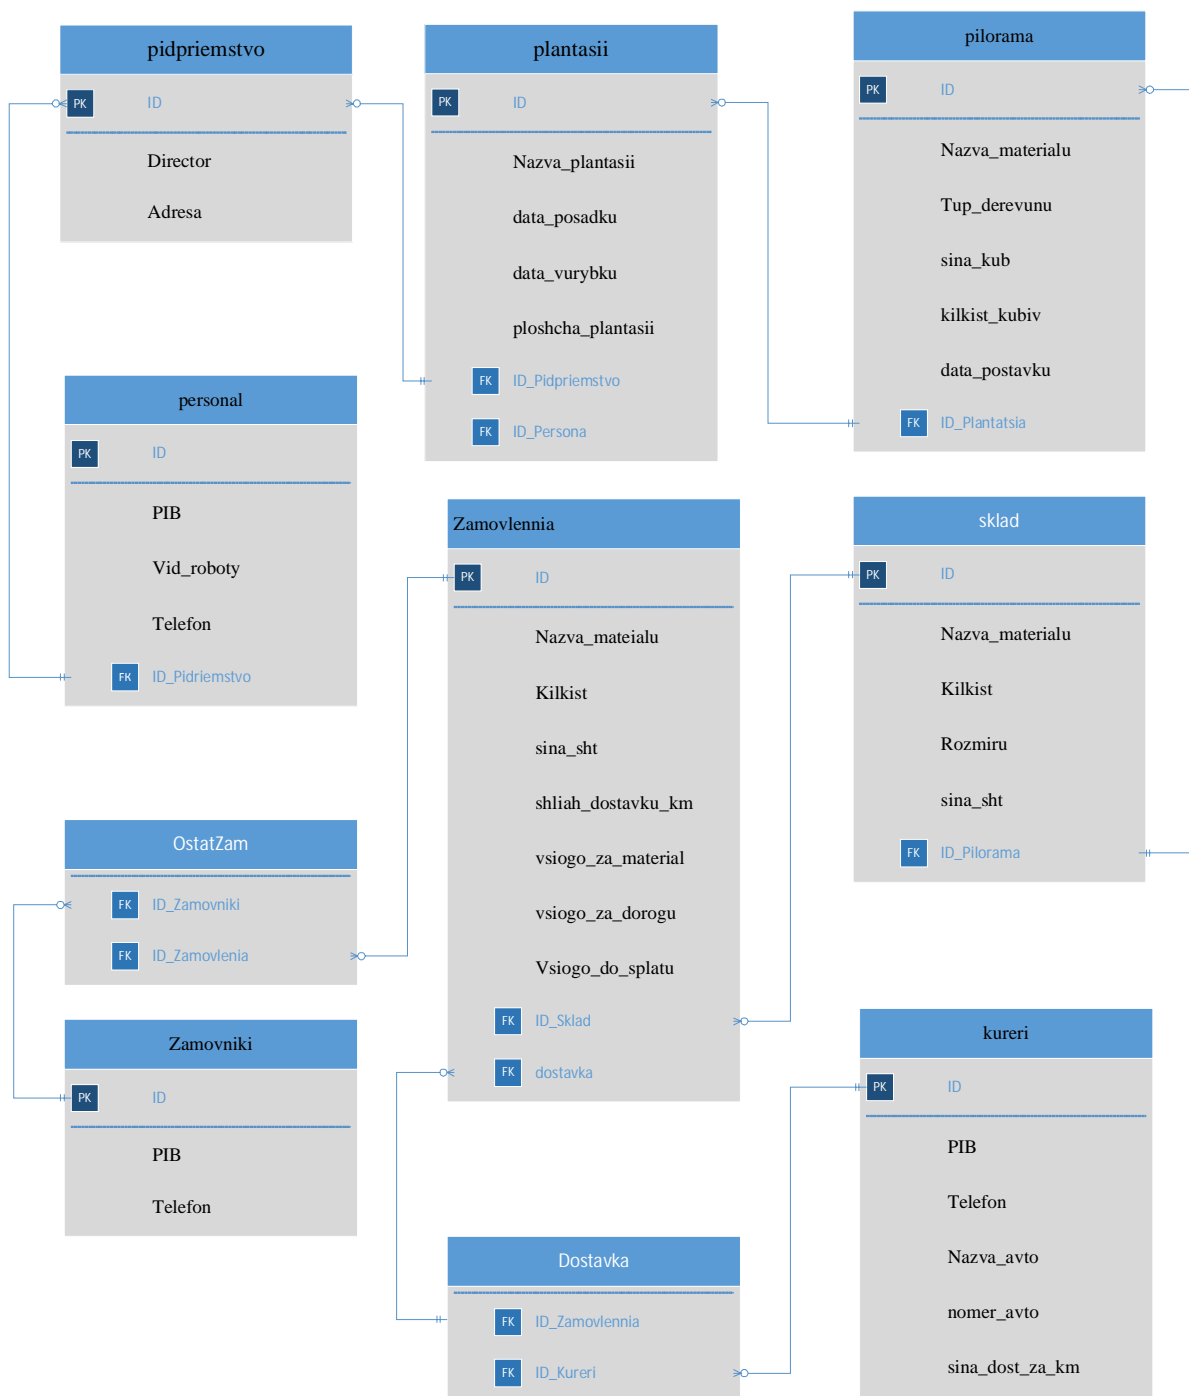 pidpriemstvo
PK ID
Director
Adresa
plantasii
PK ID
Nazva_plantasii
data_posadku
data_vurybku
ploshcha_plantasii
FK ID_Pidpriemstvo
FK ID_Persona
pilorama
PK ID
Nazva_materialu
Tup_derevunu
sina_kub
kilkist_kubiv
data_postavku
FK ID_Plantatsia
personal
PK ID
PIB
Vid_roboty
Telefon
FK ID_Pidriemstvo
Zamovlennia
PK ID
Nazva_mateialu
Kilkist
sina_sht
shliah_dostavku_km
vsiogo_za_material
vsiogo_za_dorogu
Vsiogo_do_splatu
FK ID_Sklad
FK dostavka
sklad
PK ID
Nazva_materialu
Kilkist
Rozmiru
sina_sht
FK ID_Pilorama
OstatZam
FK ID_Zamovniki
FK ID_Zamovlenia
Zamovniki
PK ID
PIB
Telefon
Dostavka
FK ID_Zamovlennia
FK ID_Kureri
kureri
PK ID
PIB
Telefon
Nazva_avto
nomer_avto
sina_dost_za_km